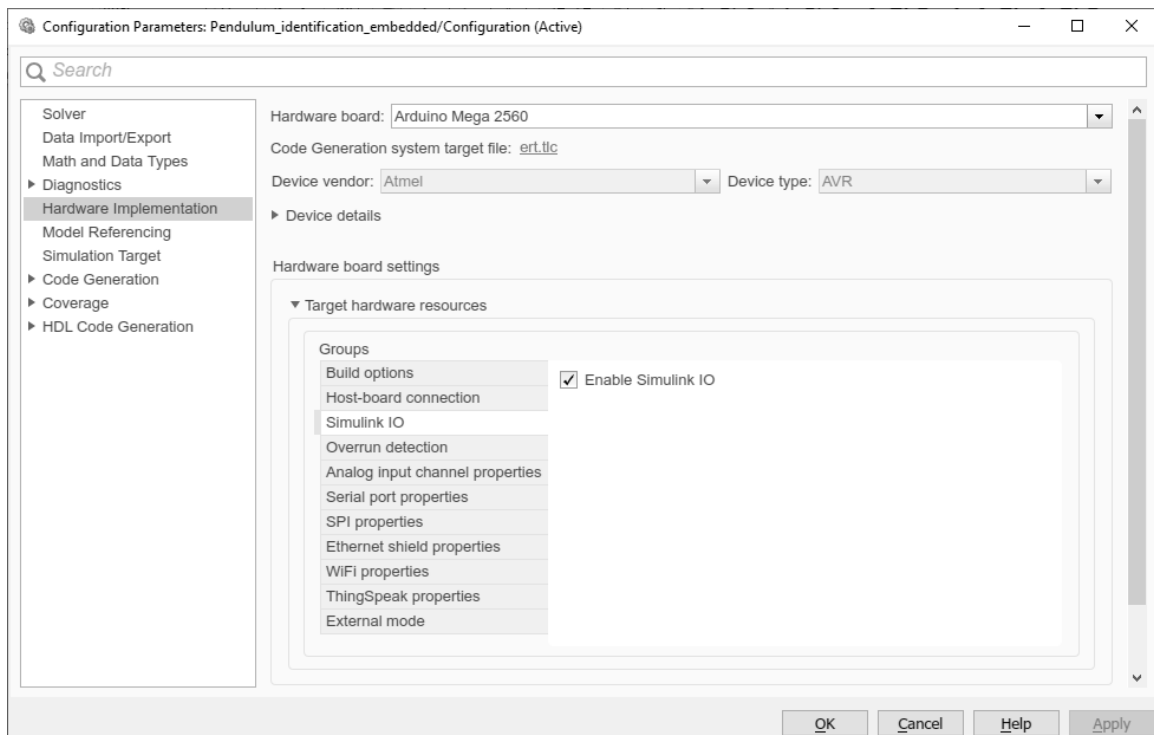 Configuration Parameters: Pendulum_identification_embedded/Configuration (Active)
Search
Solver
Data Import/Export
Math and Data Types
Diagnostics
Hardware Implementation
Model Referencing
Simulation Target
Code Generation
Coverage
HDL Code Generation
Hardware board: Arduino Mega 2560
Code Generation system target file: ert.tlc
Device vendor: Atmel Device type: AVR
Device details
Hardware board settings
Target hardware resources
Groups
Build options
Host-board connection
Simulink IO
Overrun detection
Analog input channel properties
Serial port properties
SPI properties
Ethernet shield properties
WiFi properties
ThingSpeak properties
External mode
Enable Simulink IO
OK Cancel Help Apply